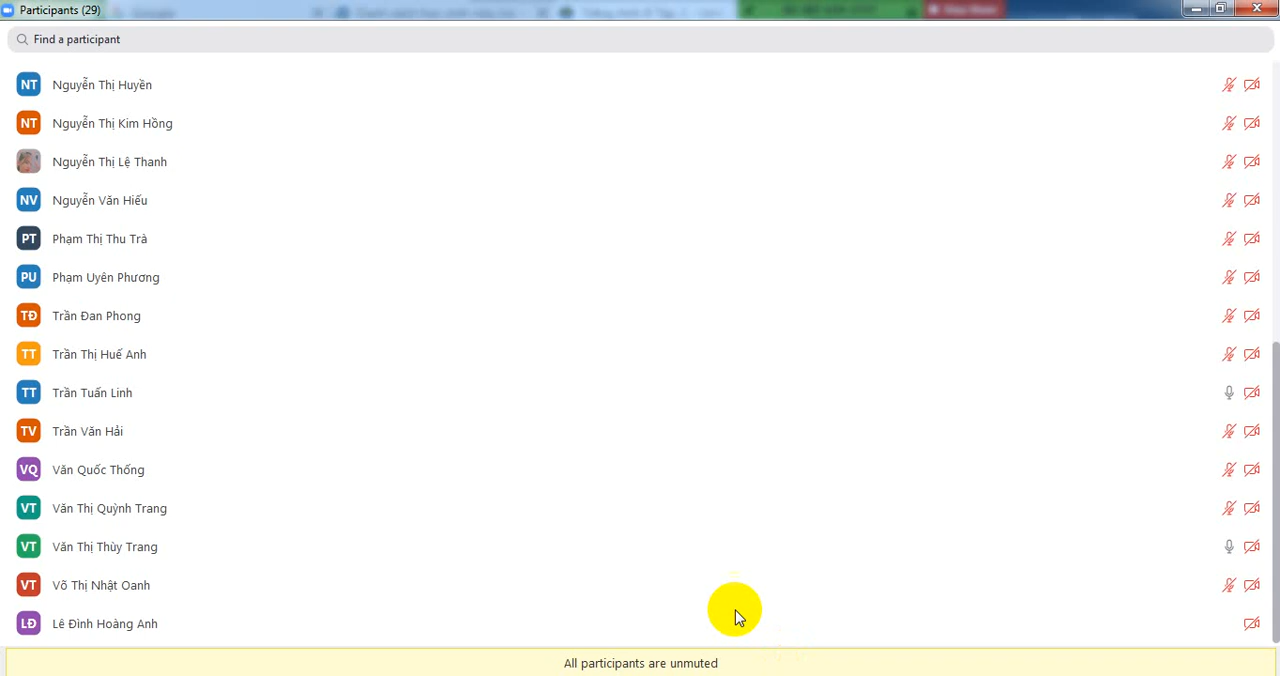 Participants (29)
Find a participant
NT Nguyễn Thị Huyền
NT Nguyễn Thị Kim Hồng
Nguyễn Thị Lệ Thanh
NV Nguyễn Văn Hiếu
PT Phạm Thị Thu Trà
PU Phạm Uyên Phương
TĐ Trần Đan Phong
TT Trần Thị Huế Anh
TT Trần Tuấn Linh
TV Trần Văn Hải
VQ Văn Quốc Thống
VT Văn Thị Quỳnh Trang
VT Văn Thị Thùy Trang
VT Võ Thị Nhật Oanh
LĐ Lê Đình Hoàng Anh
All participants are unmuted